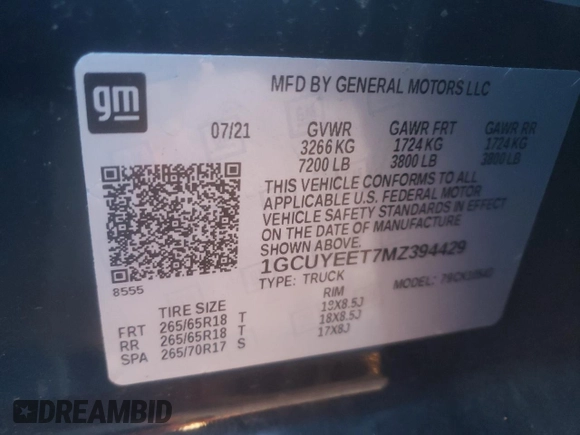 gm
MFD BY GENERAL MOTORS LLC
07/21 GVWR GAWR FRT GAWR RR
3266 KG 1724 KG 1724 KG
7200 LB 3800 LB 3800 LB
THIS VEHICLE CONFORMS TO ALL
APPLICABLE U.S. FEDERAL MOTOR
VEHICLE SAFETY STANDARDS IN EFFECT
ON THE DATE OF MANUFACTURE
SHOWN ABOVE.
1GCUYEET7MZ394429
TYPE: TRUCK MODEL:
8555
TIRE SIZE RIM
FRT 265/65R18 T 18X8.5J
RR 265/65R18 T 18X8.5J
SPA 265/70R17 S 17X8J
DREAMBID